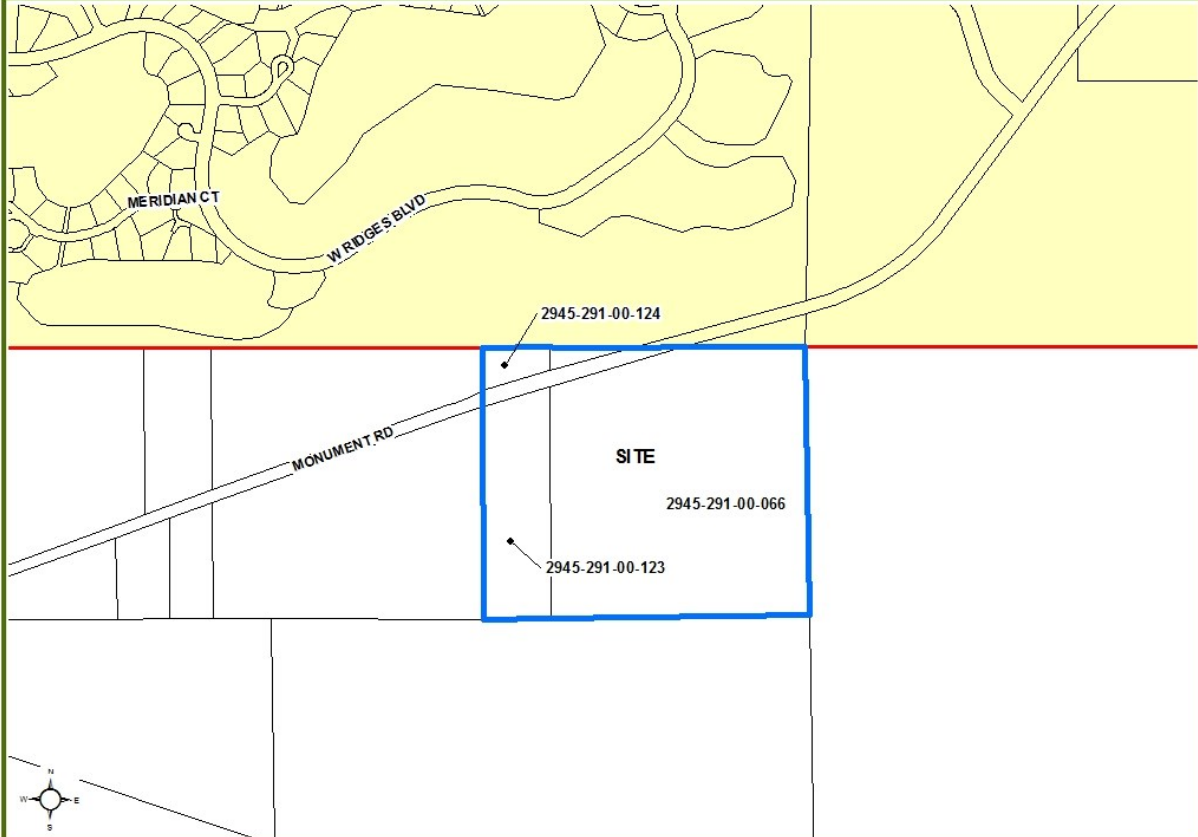 MERIDIAN CT
W RIDGES BLVD
2945-291-00-124
MONUMENT RD
SITE
2945-291-00-066
2945-291-00-123
N
W
E
S